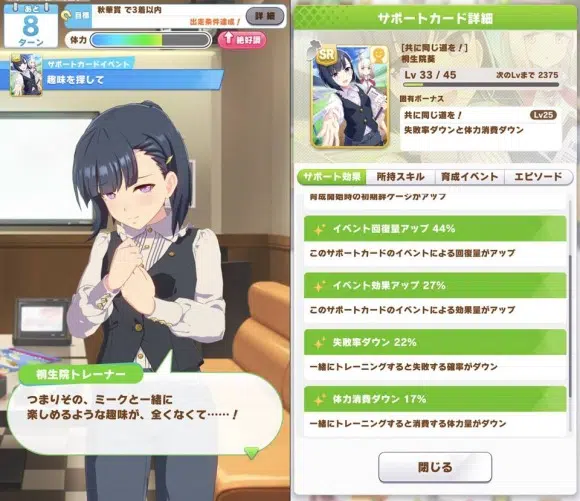 あと
8
ターン
目標
秋華賞 で3着以内
出走条件達成！
詳細
体力
絶好調
サポートカードイベント
趣味を探して
桐生院トレーナー
つまりその、ミークと一緒に
楽しめるような趣味が、全くなくて……！
サポートカード詳細
SR
[共に同じ道を！]
桐生院葵
Lv 33 / 45
次のLvまで 2375
固有ボーナス
共に同じ道を！
Lv25
失敗率ダウンと体力消費ダウン
サポート効果
所持スキル
育成イベント
エピソード
育成開始時の初期絆ゲージがアップ
イベント回復量アップ 44%
このサポートカードのイベントによる回復量がアップ
イベント効果アップ 27%
このサポートカードのイベントによる効果量がアップ
失敗率ダウン 22%
一緒にトレーニングすると失敗する確率がダウン
体力消費ダウン 17%
一緒にトレーニングすると消費する体力量がダウン
閉じる